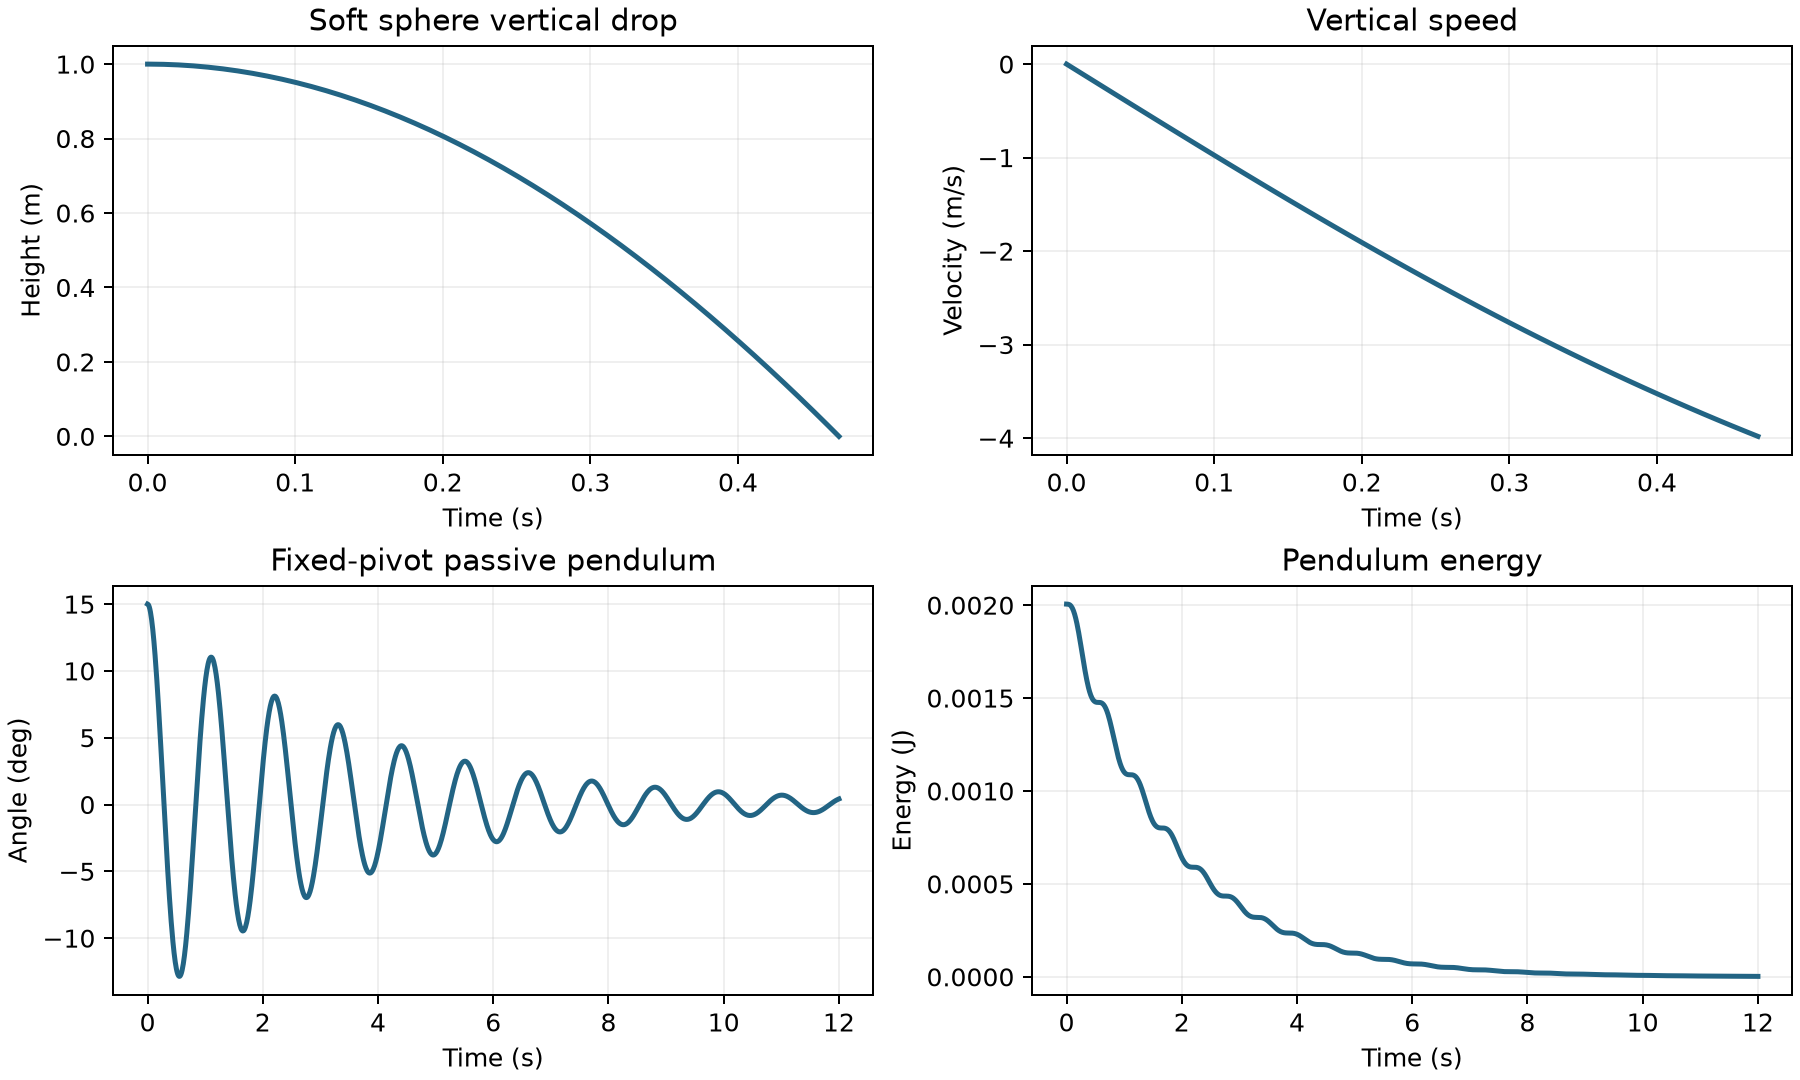 Soft sphere vertical drop
Height (m)
1.0
0.8
0.6
0.4
0.2
0.0
0.0 0.1 0.2 0.3 0.4
Time (s)
Vertical speed
Velocity (m/s)
0
−1
−2
−3
−4
0.0 0.1 0.2 0.3 0.4
Time (s)
Fixed-pivot passive pendulum
Angle (deg)
15
10
5
0
−5
−10
0 2 4 6 8 10 12
Time (s)
Pendulum energy
Energy (J)
0.0020
0.0015
0.0010
0.0005
0.0000
0 2 4 6 8 10 12
Time (s)